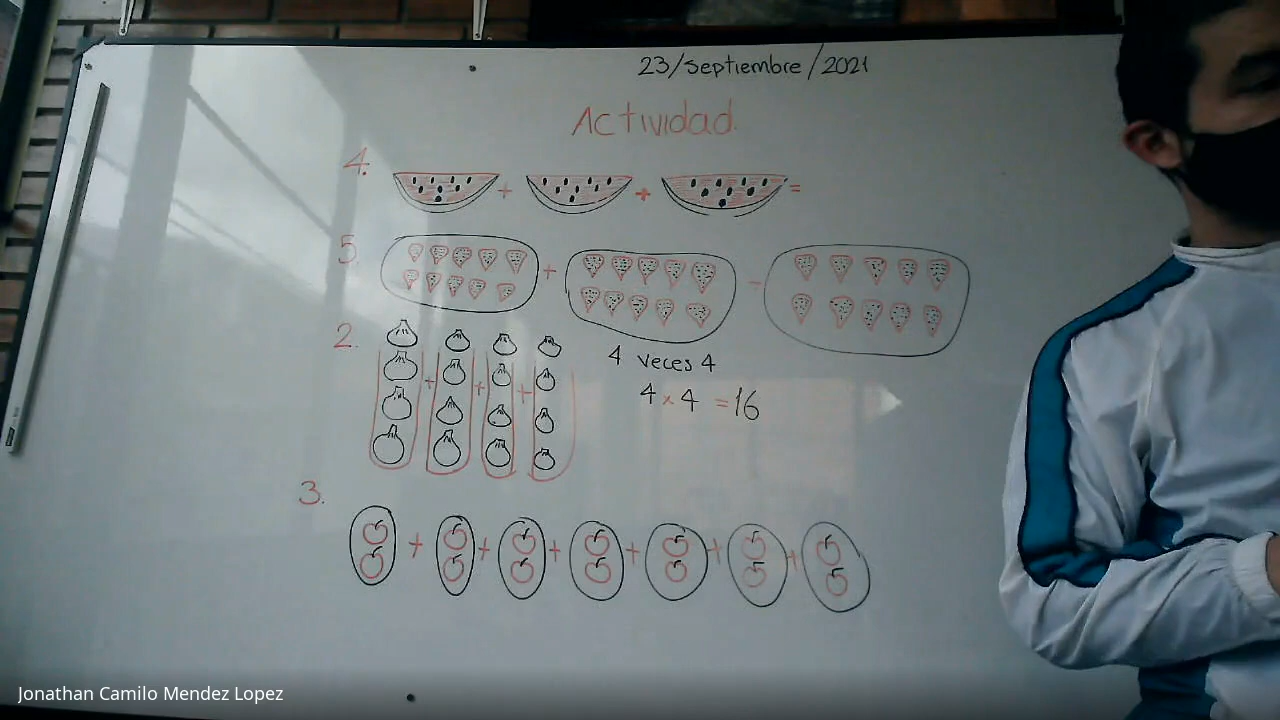 23/Septiembre/2021
Actividad.
4.
+ + =
5
+ -
2.
+ + +
4 veces 4
4 x 4 = 16
3.
+ + + + + +
Jonathan Camilo Mendez Lopez